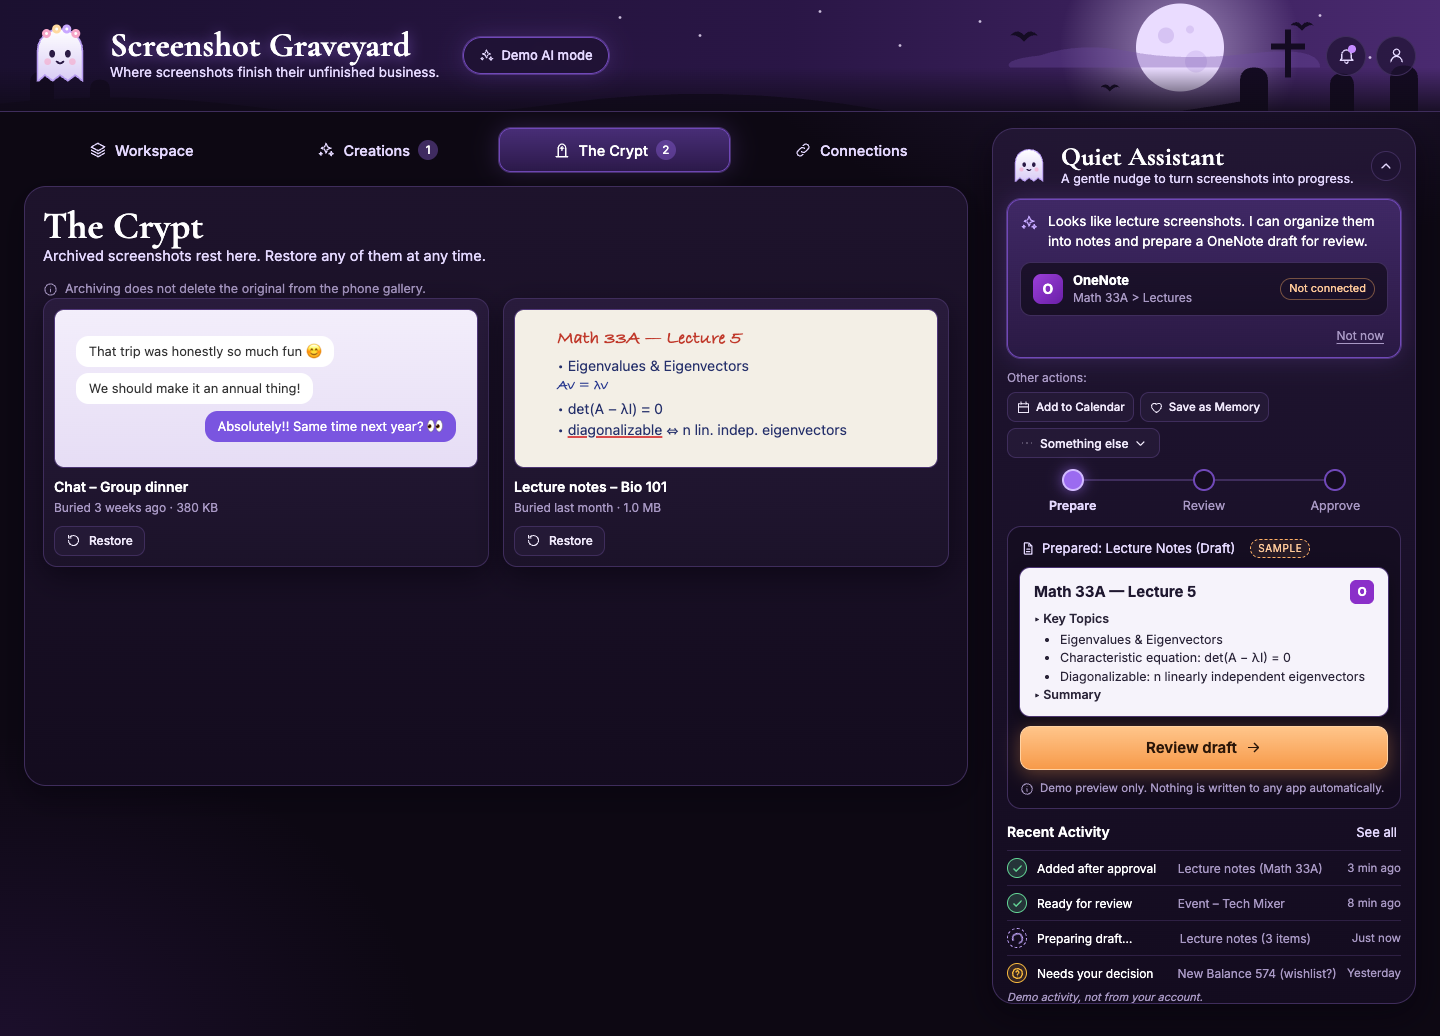 Screenshot Graveyard
Where screenshots finish their unfinished business.
Demo AI mode
Workspace
Creations 1
The Crypt 2
Connections
The Crypt
Archived screenshots rest here. Restore any of them at any time.
Archiving does not delete the original from the phone gallery.
That trip was honestly so much fun 😊
We should make it an annual thing!
Absolutely!! Same time next year? 👀
Chat – Group dinner
Buried 3 weeks ago · 380 KB
Restore
Math 33A — Lecture 5
• Eigenvalues & Eigenvectors
Av = λv
• det(A − λI) = 0
• diagonalizable ⇔ n lin. indep. eigenvectors
Lecture notes – Bio 101
Buried last month · 1.0 MB
Restore
Quiet Assistant
A gentle nudge to turn screenshots into progress.
Looks like lecture screenshots. I can organize them
into notes and prepare a OneNote draft for review.
O
OneNote
Math 33A > Lectures
Not connected
Not now
Other actions:
Add to Calendar
Save as Memory
Something else
Prepare
Review
Approve
Prepared: Lecture Notes (Draft) SAMPLE
Math 33A — Lecture 5 O
▸ Key Topics
• Eigenvalues & Eigenvectors
• Characteristic equation: det(A − λI) = 0
• Diagonalizable: n linearly independent eigenvectors
▸ Summary
Review draft →
Demo preview only. Nothing is written to any app automatically.
Recent Activity See all
Added after approval Lecture notes (Math 33A) 3 min ago
Ready for review Event – Tech Mixer 8 min ago
Preparing draft... Lecture notes (3 items) Just now
Needs your decision New Balance 574 (wishlist?) Yesterday
Demo activity, not from your account.